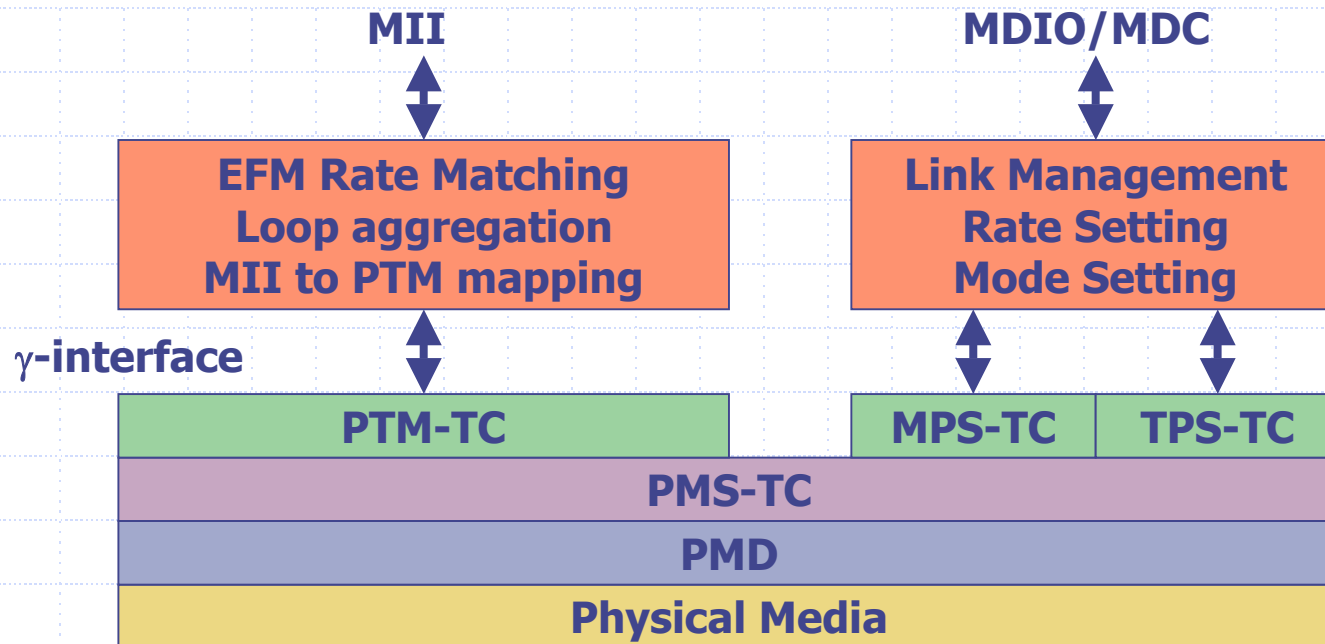 MII
MDIO/MDC
EFM Rate Matching
Loop aggregation
MII to PTM mapping
Link Management
Rate Setting
Mode Setting
γ-interface
PTM-TC
MPS-TC
TPS-TC
PMS-TC
PMD
Physical Media